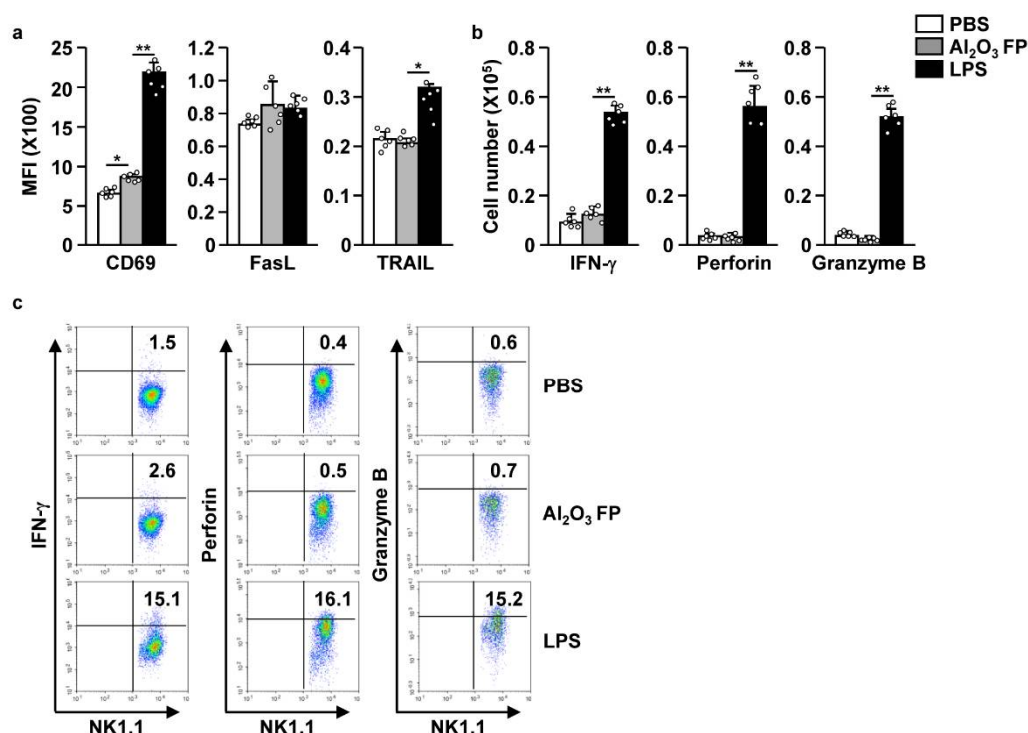 PBS
Al₂O₃ FP
LPS
a
MFI (X100)
25
20
15
10
5
0
*
**
CD69
1.2
1.0
0.8
0.6
0.4
0.2
0
FasL
0.4
0.3
0.2
0.1
0
*
TRAIL
b
Cell number (X10⁵)
0.8
0.6
0.4
0.2
0
**
IFN-γ
0.8
0.6
0.4
0.2
0
**
Perforin
0.8
0.6
0.4
0.2
0
**
Granzyme B
c
1.5
0.4
0.6
PBS
2.6
0.5
0.7
Al₂O₃ FP
15.1
16.1
15.2
LPS
IFN-γ
Perforin
Granzyme B
NK1.1
NK1.1
NK1.1